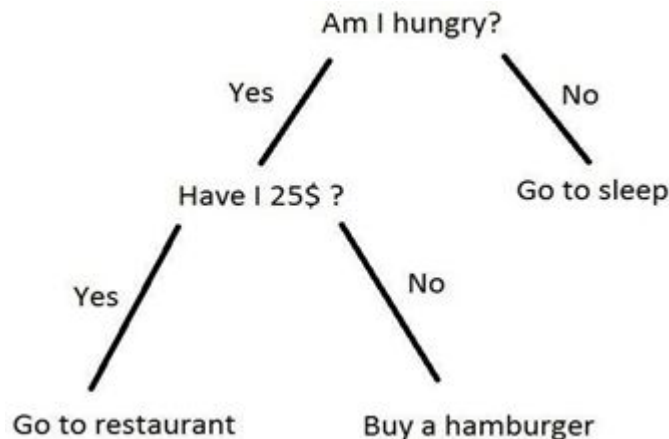 Am I hungry?
Yes
No
Have I 25$ ?
Go to sleep
Yes
No
Go to restaurant
Buy a hamburger